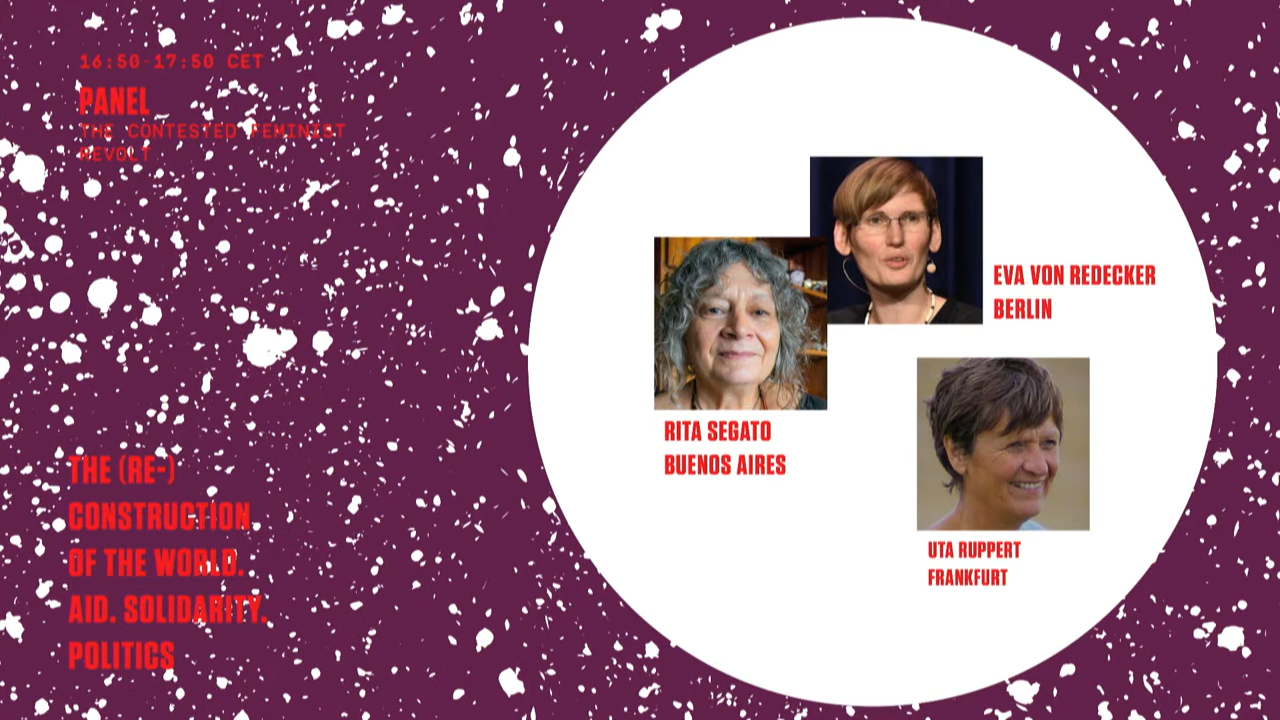 16:50-17:50 CET
PANEL
THE CONTESTED FEMINIST
REVOLT
THE (RE-)
CONSTRUCTION
OF THE WORLD.
AID. SOLIDARITY.
POLITICS
EVA VON REDECKER
BERLIN
RITA SEGATO
BUENOS AIRES
UTA RUPPERT
FRANKFURT